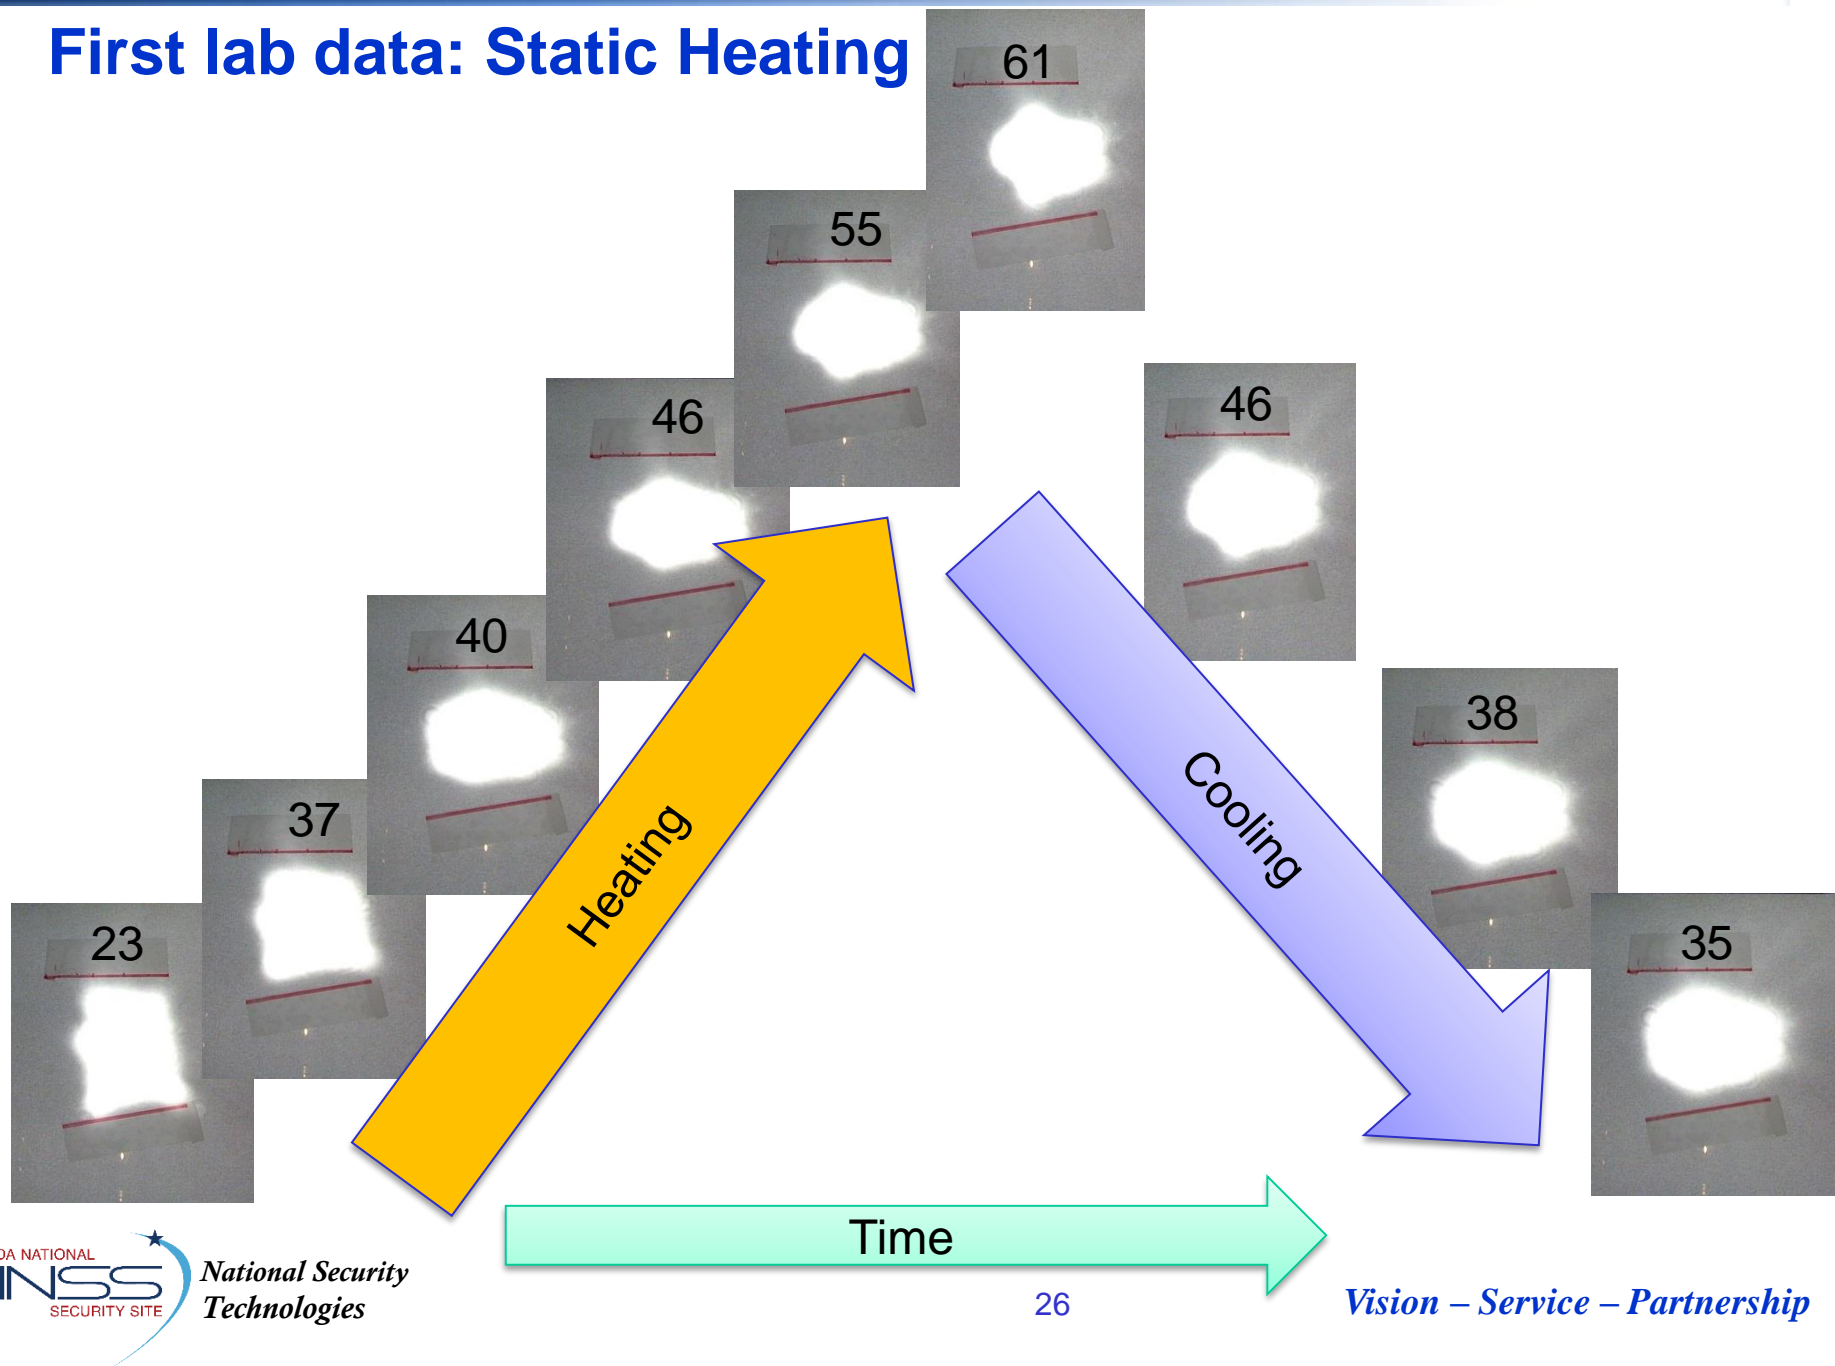 First lab data: Static Heating
61
55
46
46
40
38
37
35
23
Heating
Cooling
Time
DA NATIONAL
NSS
SECURITY SITE
National Security
Technologies
26
Vision – Service – Partnership